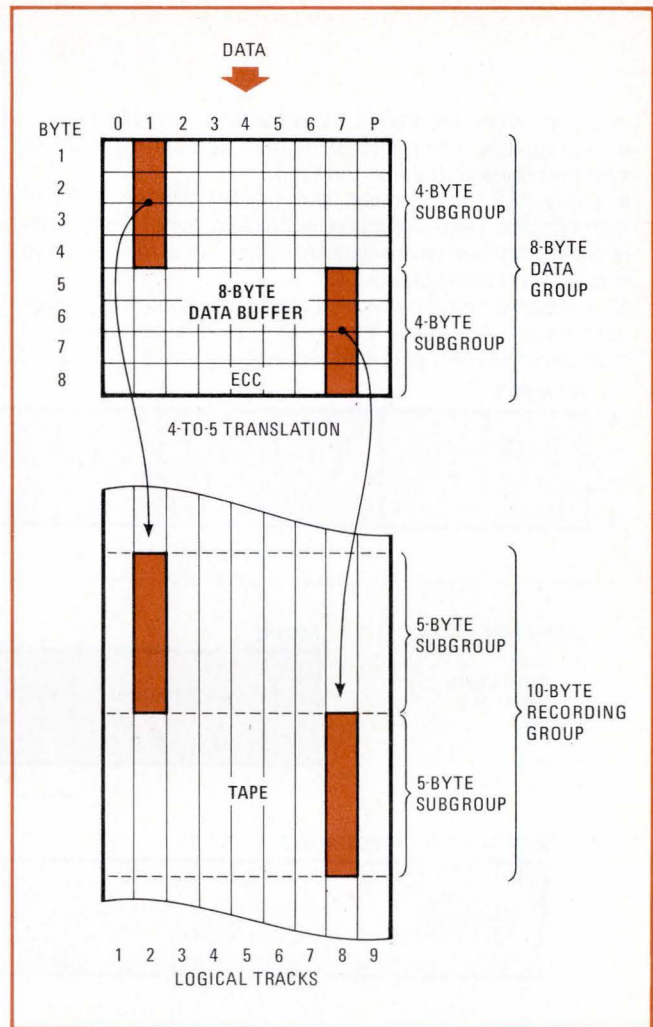 DATA
BYTE 0 1 2 3 4 5 6 7 P
1
2
3
4
5
6
7
8
8-BYTE
DATA BUFFER
ECC
4-BYTE
SUBGROUP
4-BYTE
SUBGROUP
8-BYTE
DATA
GROUP
4-TO-5 TRANSLATION
5-BYTE
SUBGROUP
5-BYTE
SUBGROUP
10-BYTE
RECORDING
GROUP
TAPE
1 2 3 4 5 6 7 8 9
LOGICAL TRACKS